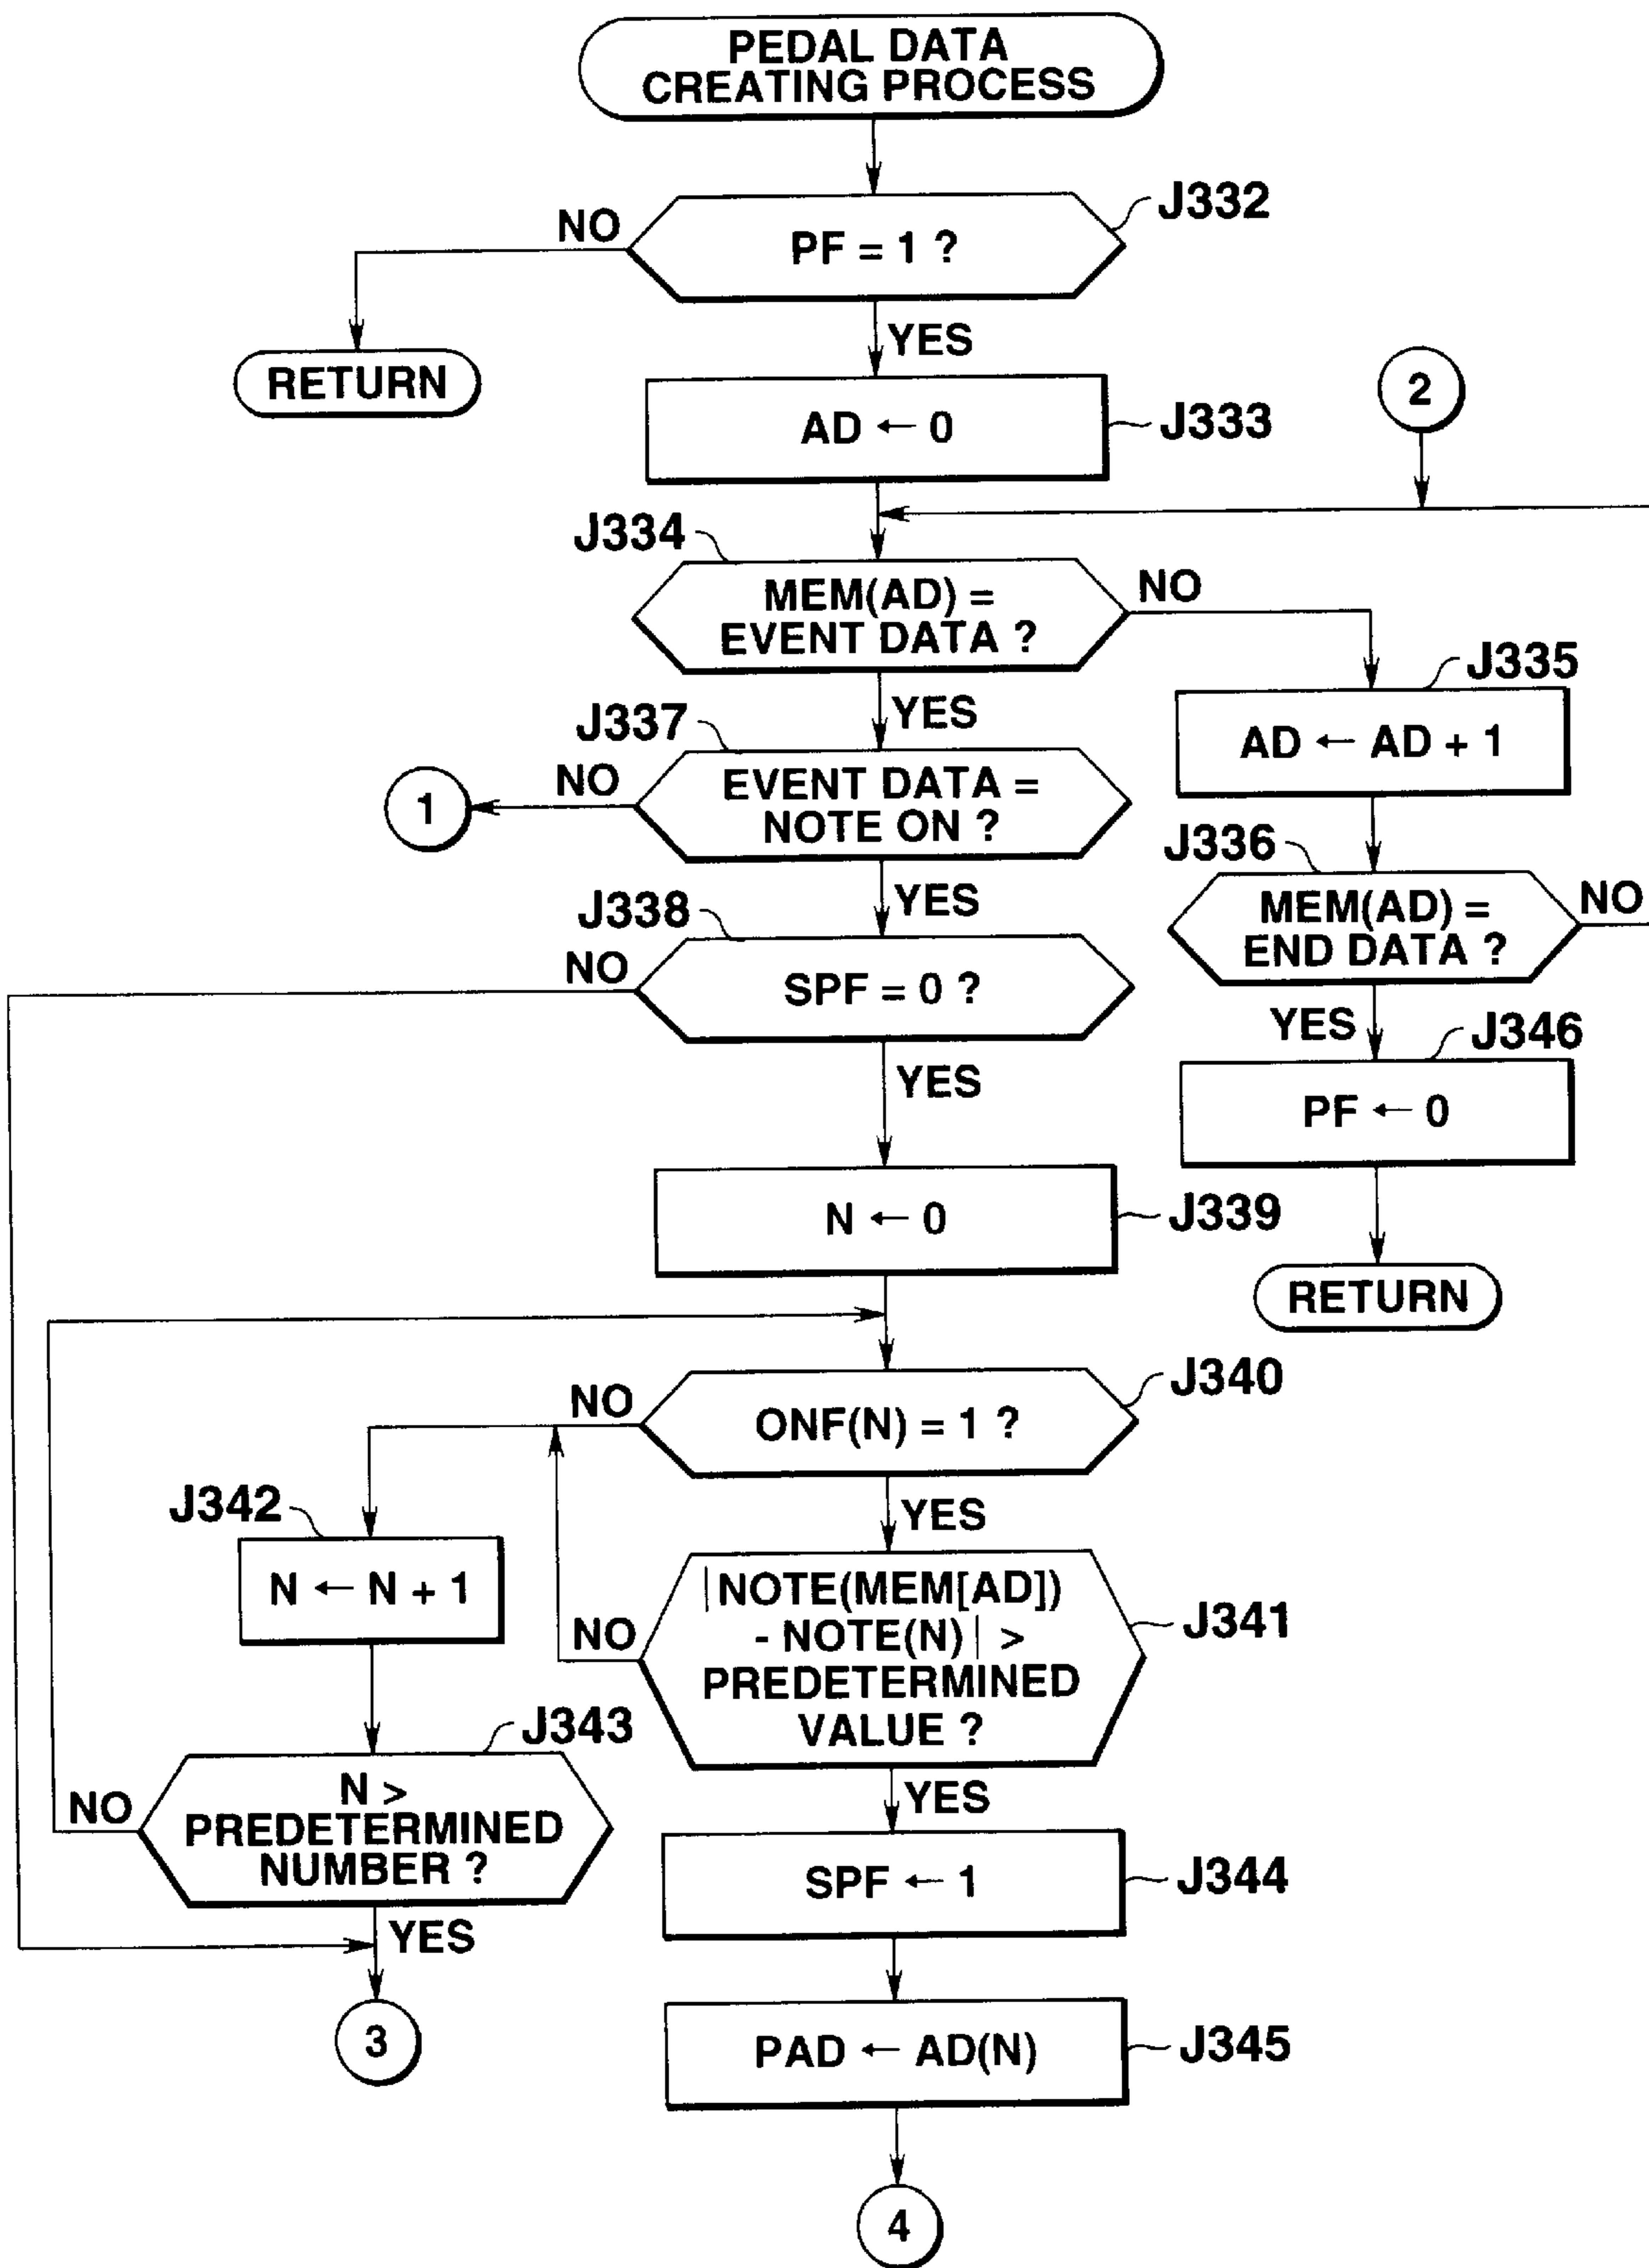 PEDAL DATA
CREATING PROCESS
J332
NO
PF = 1 ?
YES
RETURN
AD ← 0
J333
2
J334
MEM(AD) =
EVENT DATA ?
NO
J335
YES
AD ← AD + 1
J337
NO
EVENT DATA =
NOTE ON ?
1
J336
MEM(AD) =
END DATA ?
NO
YES
J338
NO
SPF = 0 ?
YES
J346
YES
PF ← 0
N ← 0
J339
RETURN
J340
NO
ONF(N) = 1 ?
YES
J342
N ← N + 1
|NOTE(MEM[AD])
- NOTE(N)| >
PREDETERMINED
VALUE ?
J341
NO
J343
NO
N >
PREDETERMINED
NUMBER ?
YES
YES
SPF ← 1
J344
3
PAD ← AD(N)
J345
4